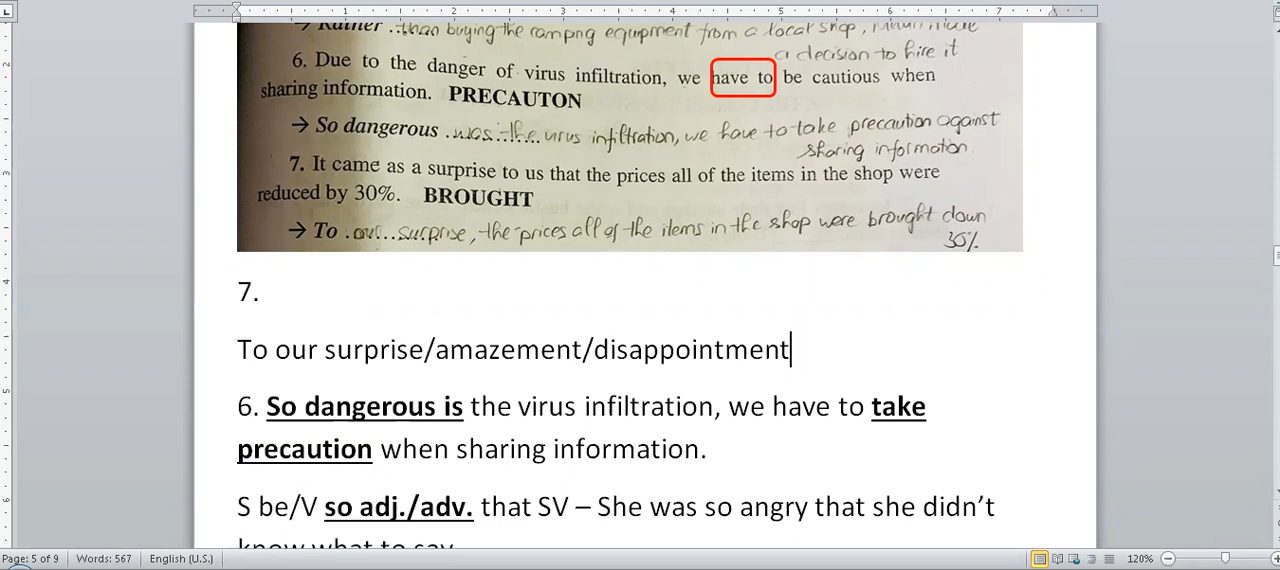 → Rather ..than buying the camping equipment from a local shop,
a decision to hire it
6. Due to the danger of virus infiltration, we have to be cautious when
sharing information. PRECAUTON
→ So dangerous .was..the.... virus infiltration, we have to take precaution against
sharing information
7. It came as a surprise to us that the prices all of the items in the shop were
reduced by 30%. BROUGHT
→ To .our..surprise, the prices all of the items in the shop were brought down
30%
7.
To our surprise/amazement/disappointment
6. So dangerous is the virus infiltration, we have to take
precaution when sharing information.
S be/V so adj./adv. that SV – She was so angry that she didn't
know what to say
Page: 5 of 9 Words: 567 English (U.S.) 120%